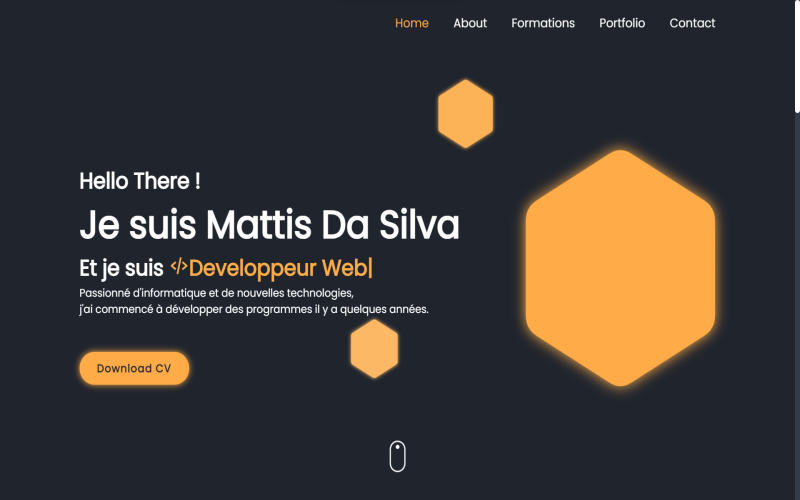 Home About Formations Portfolio Contact
Hello There !
Je suis Mattis Da Silva
Et je suis </>Developpeur Web|
Passionné d'informatique et de nouvelles technologies,
j'ai commencé à développer des programmes il y a quelques années.
Download CV